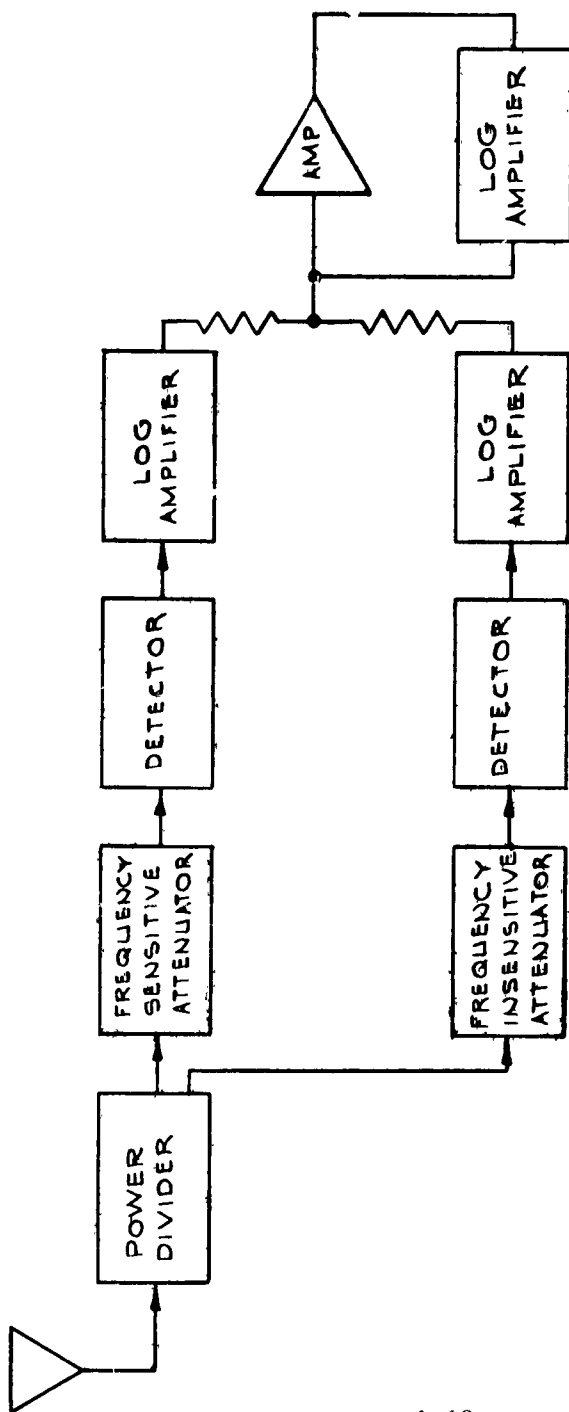 POWER
DIVIDER
FREQUENCY
SENSITIVE
ATTENUATOR
DETECTOR
LOG
AMPLIFIER
FREQUENCY
INSENSITIVE
ATTENUATOR
DETECTOR
LOG
AMPLIFIER
AMP
LOG
AMPLIFIER